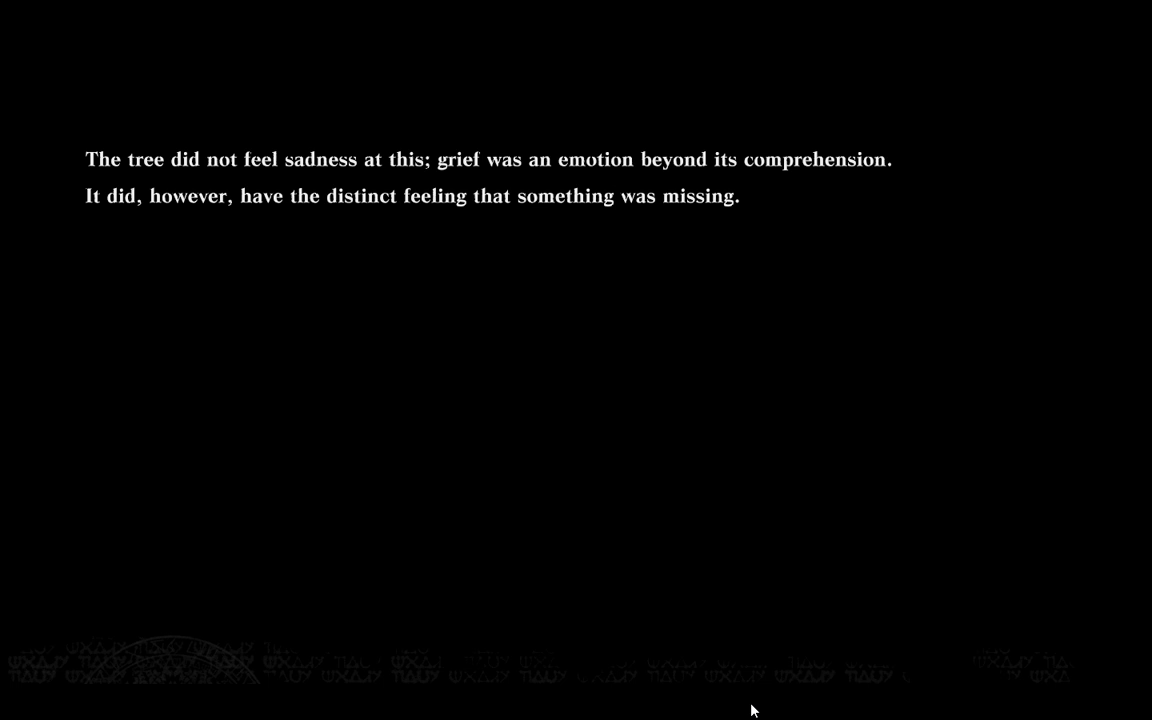 The tree did not feel sadness at this; grief was an emotion beyond its comprehension.
It did, however, have the distinct feeling that something was missing.